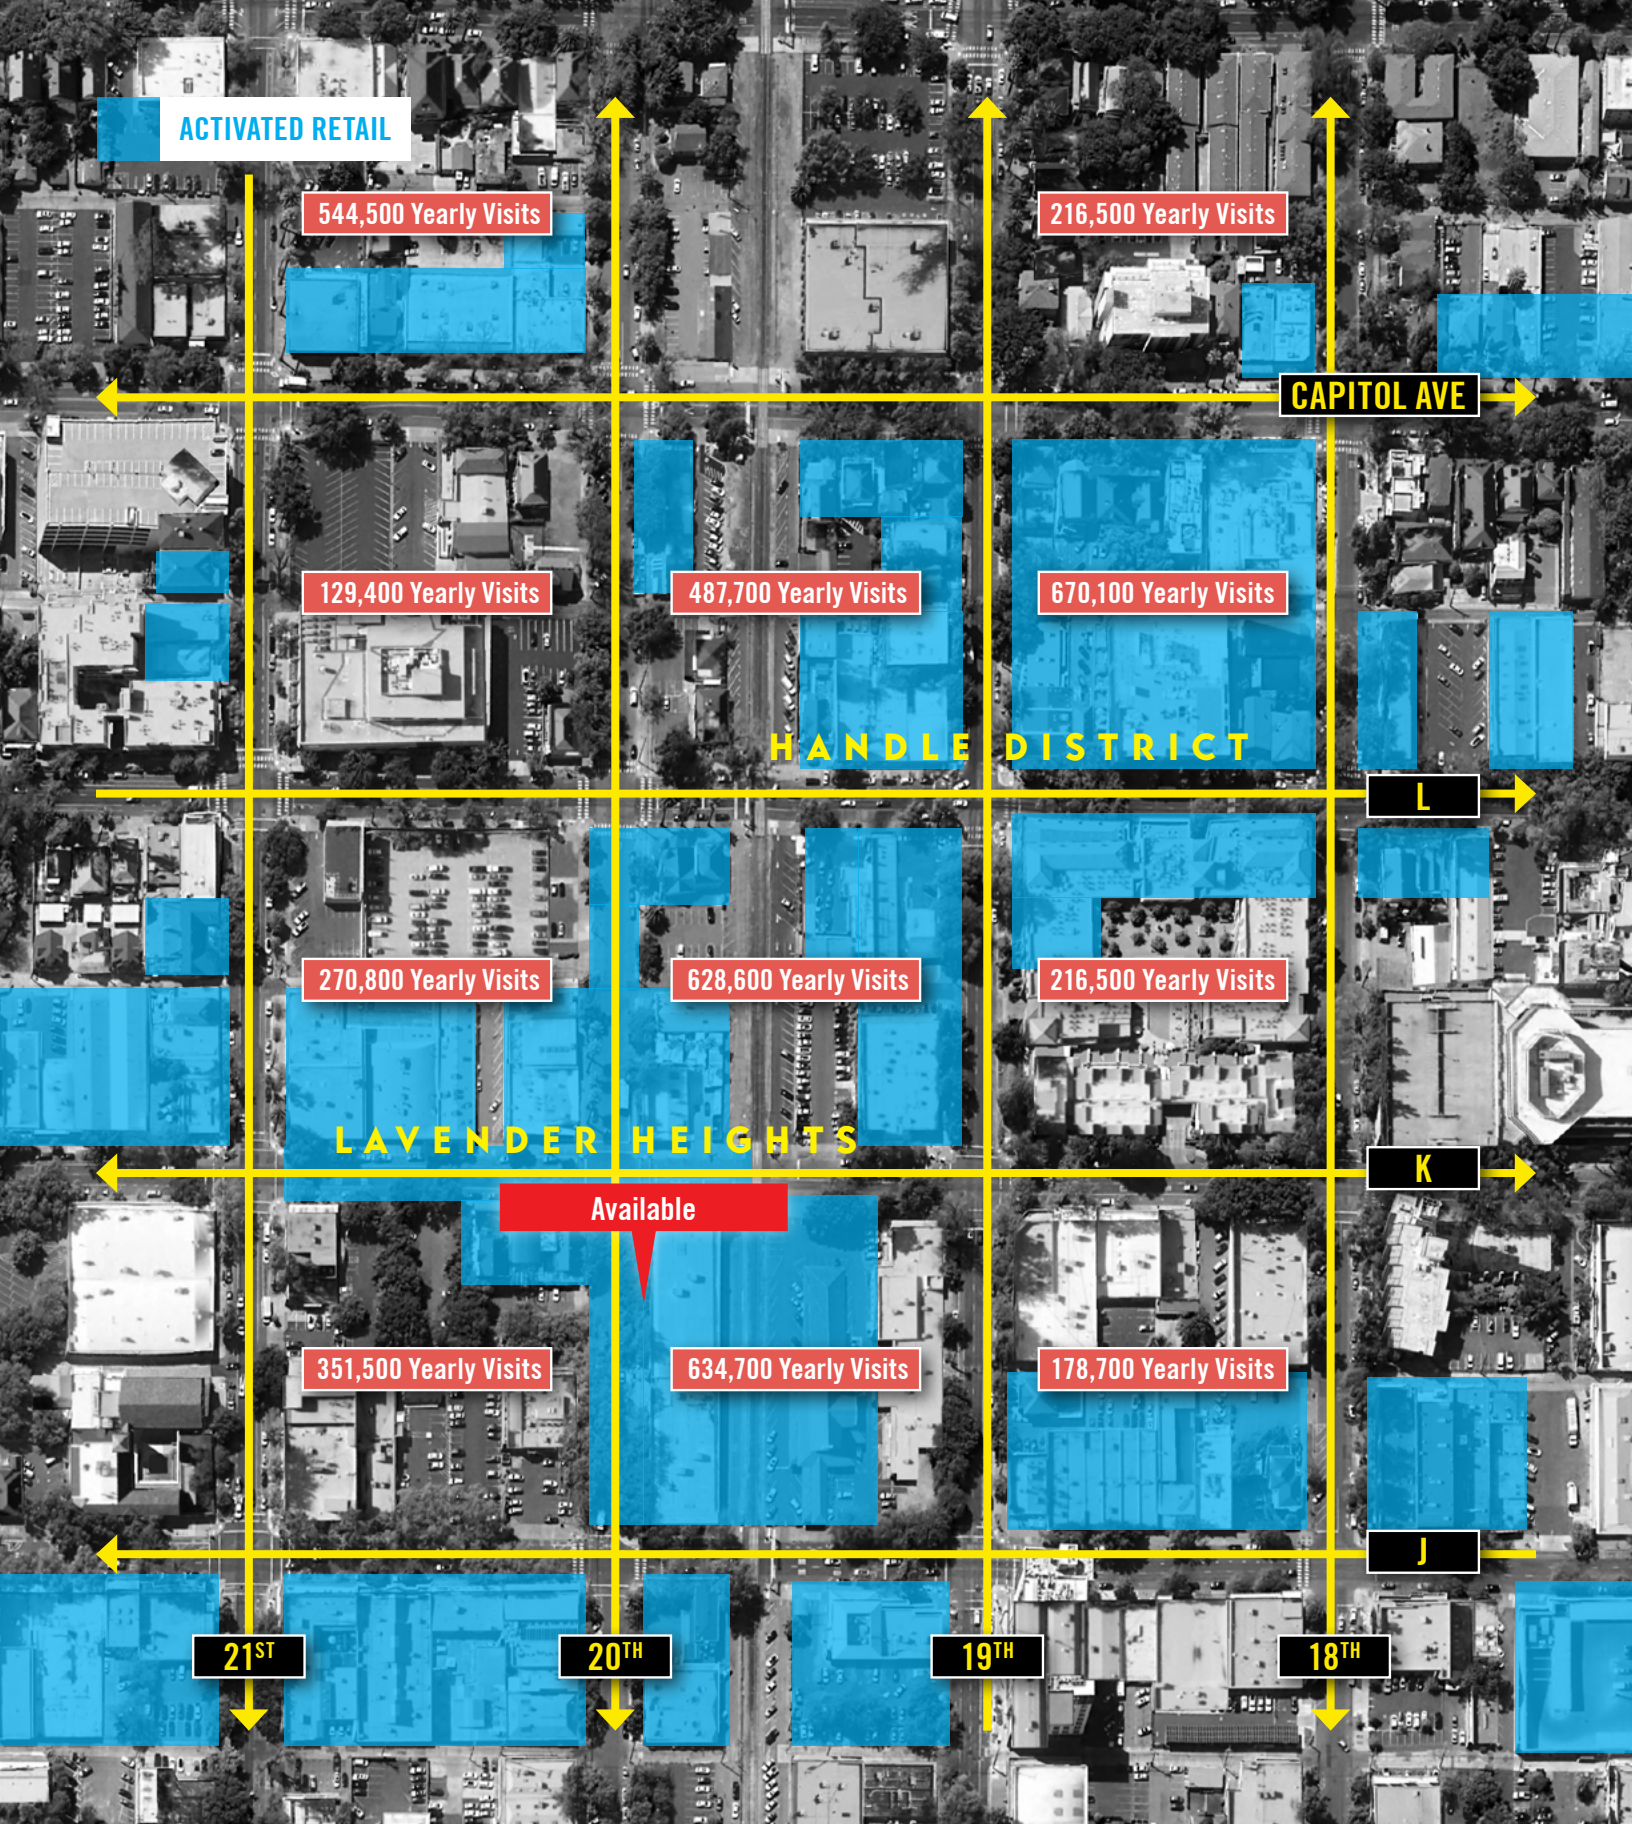 ACTIVATED RETAIL
544,500 Yearly Visits
216,500 Yearly Visits
CAPITOL AVE
129,400 Yearly Visits
487,700 Yearly Visits
670,100 Yearly Visits
HANDLE DISTRICT
L
270,800 Yearly Visits
628,600 Yearly Visits
216,500 Yearly Visits
LAVENDER HEIGHTS
K
Available
351,500 Yearly Visits
634,700 Yearly Visits
178,700 Yearly Visits
J
21ST
20TH
19TH
18TH